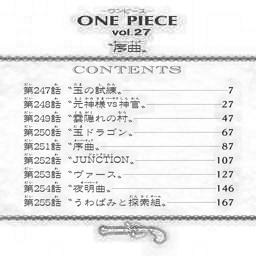 ワンピース
ONE PIECE
vol.27
〝序曲〟
CONTENTS
第247話 〝玉の試練〟 7
第248話 〝元神様vs神官〟 27
第249話 〝雲隠れの村〟 47
第250話 〝玉ドラゴン〟 67
第251話 〝序曲〟 87
第252話 〝JUNCTION〟 107
第253話 〝ヴァース〟 127
第254話 〝夜明曲〟 146
第255話 〝うわばみと探索組〟 167